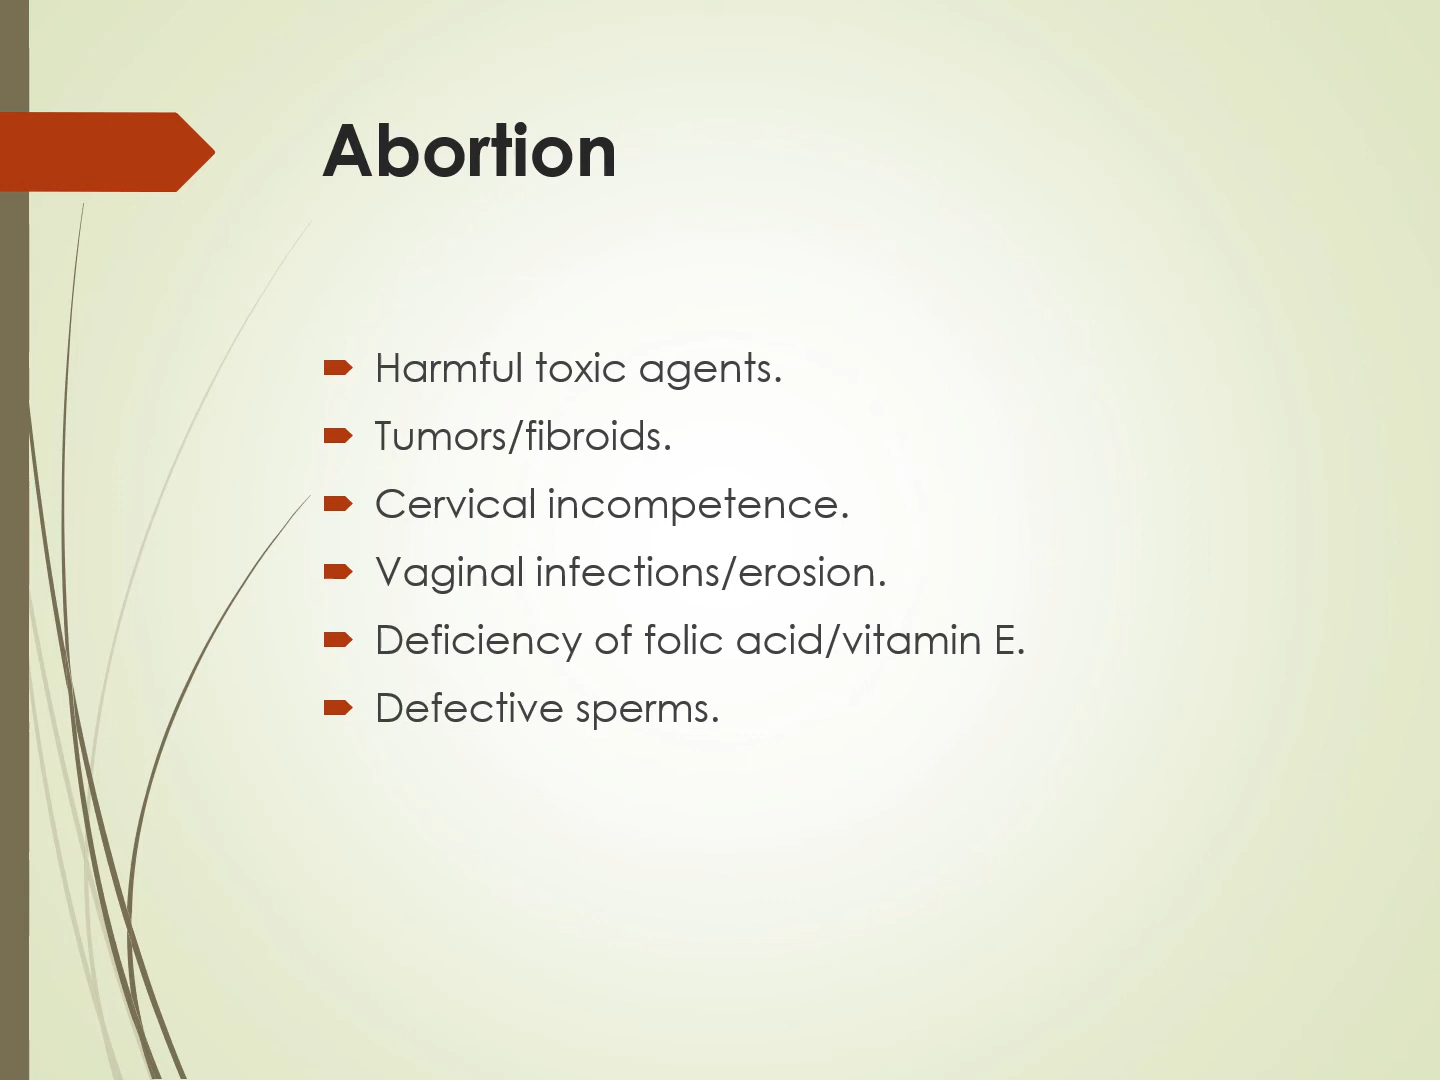 Abortion
Harmful toxic agents.
Tumors/fibroids.
Cervical incompetence.
Vaginal infections/erosion.
Deficiency of folic acid/vitamin E.
Defective sperms.